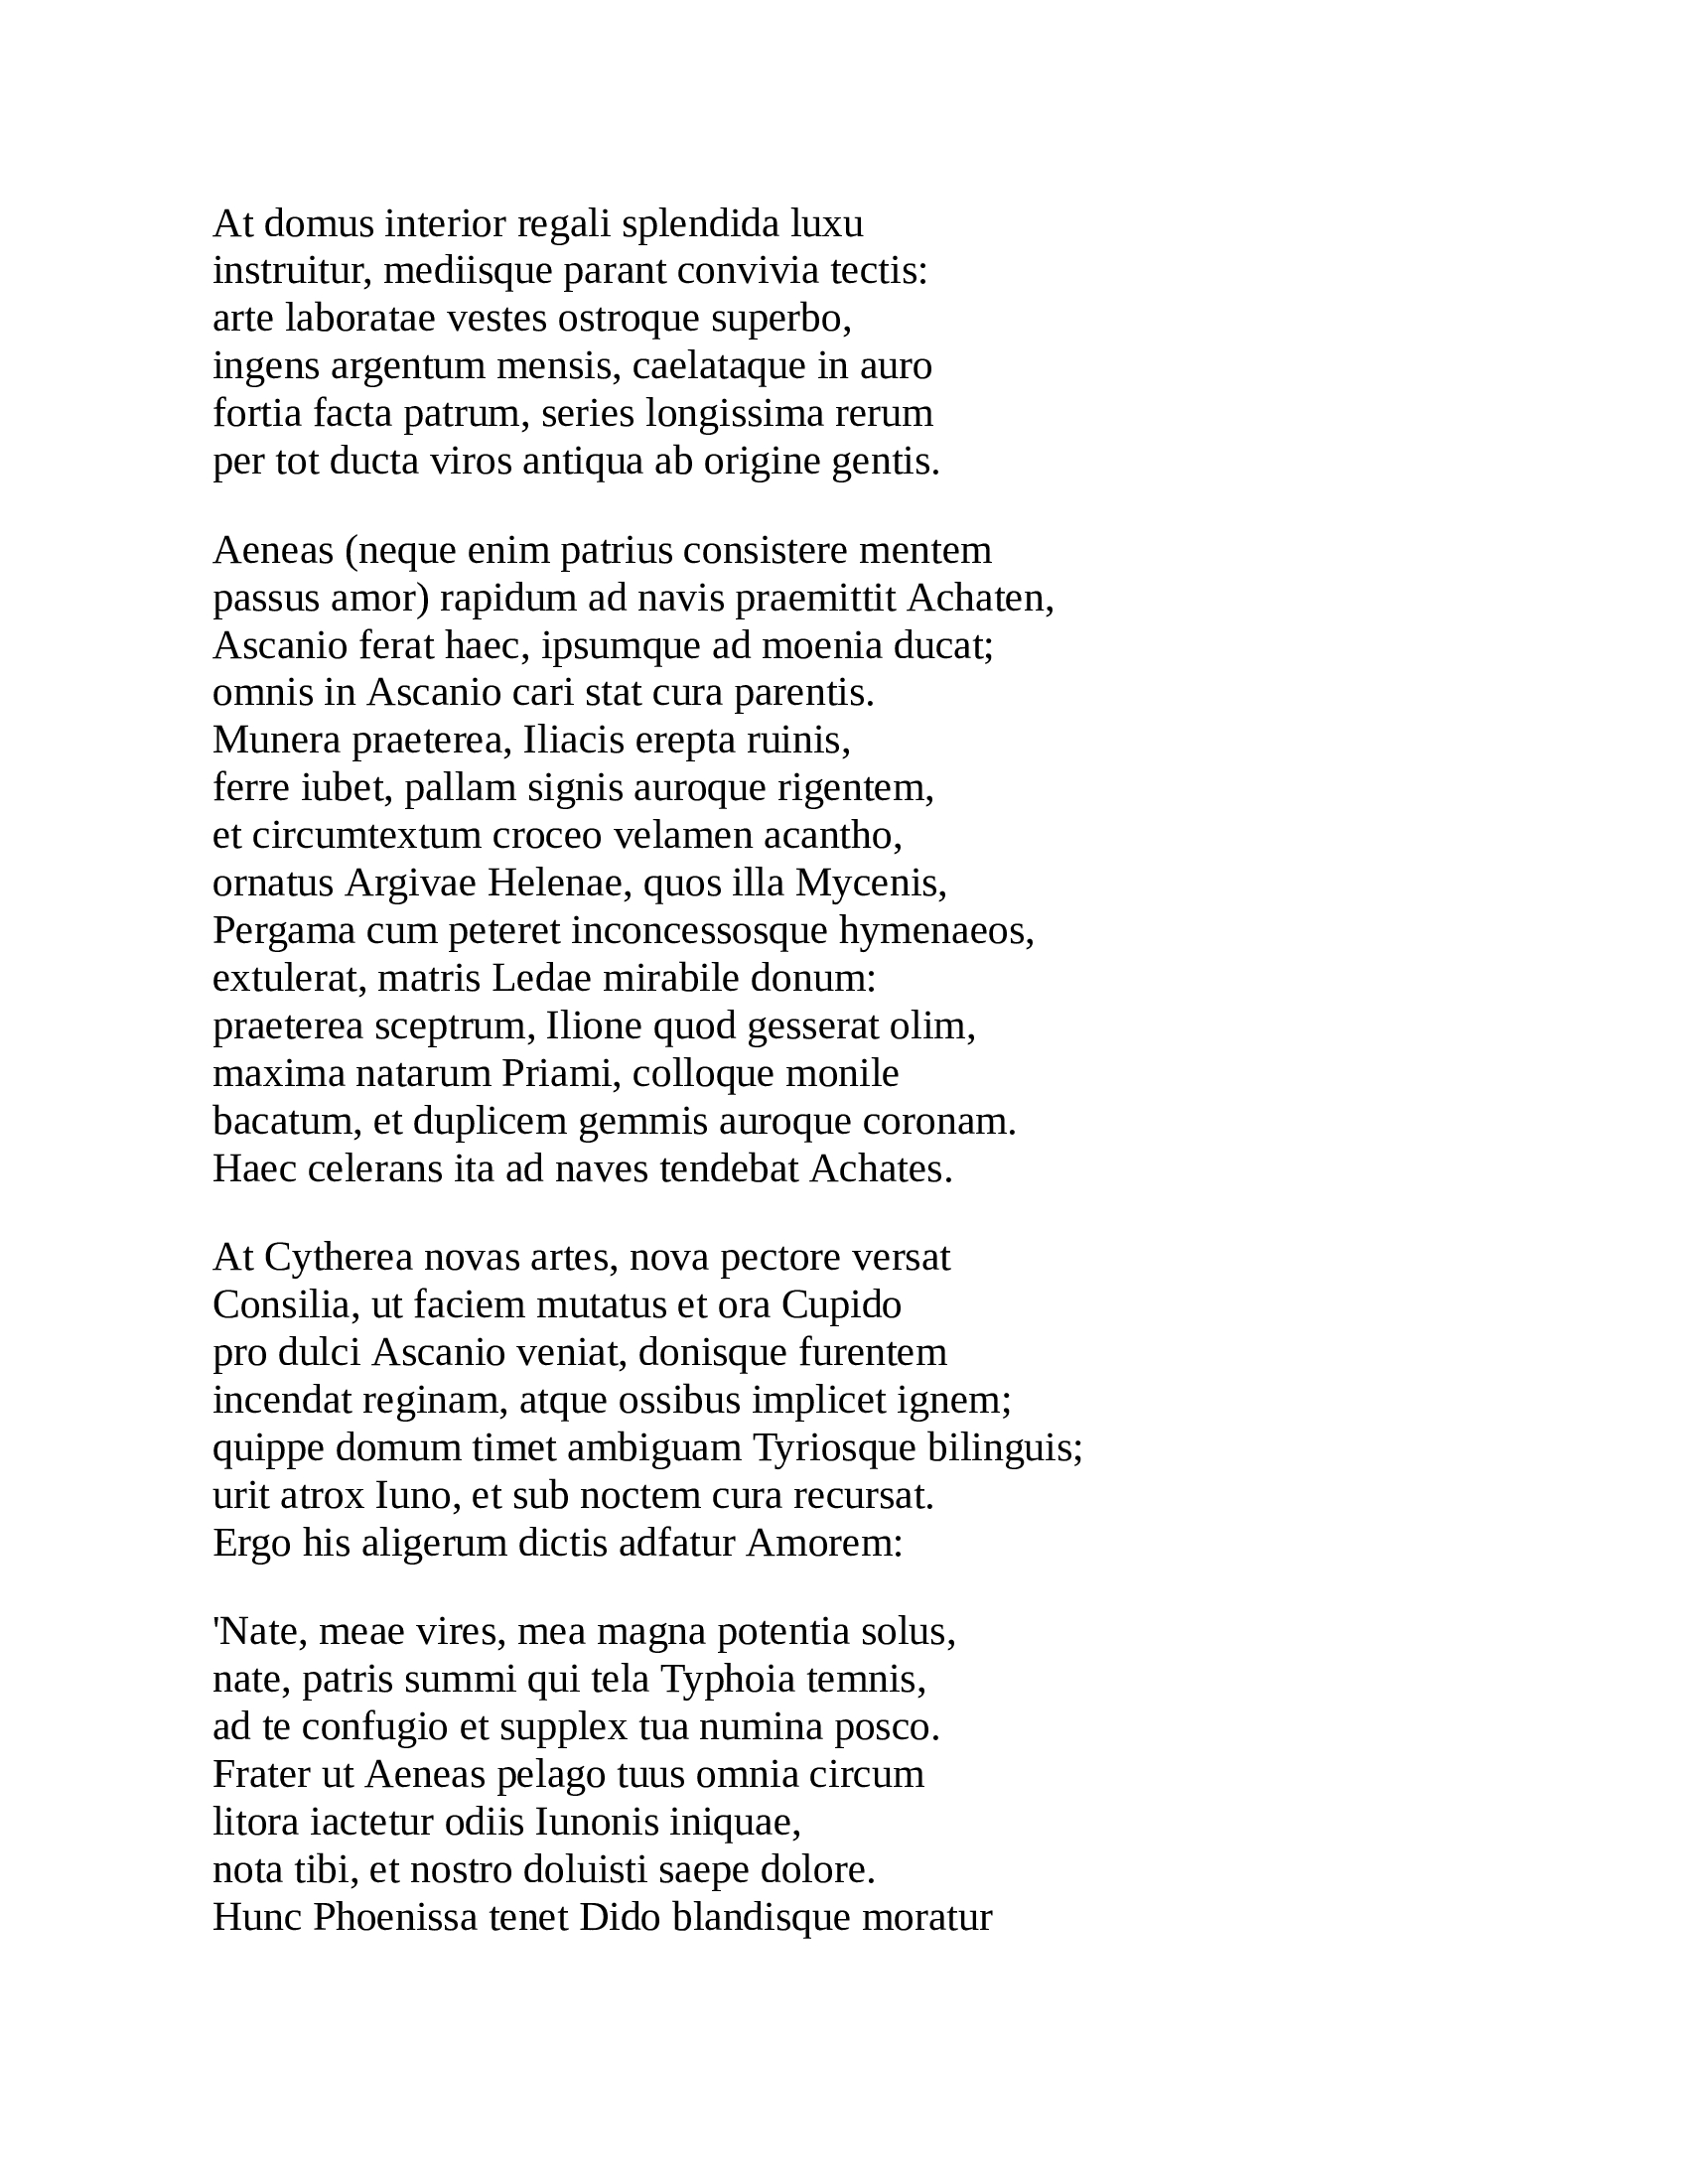 At domus interior regali splendida luxu
instruitur, mediisque parant convivia tectis:
arte laboratae vestes ostroque superbo,
ingens argentum mensis, caelataque in auro
fortia facta patrum, series longissima rerum
per tot ducta viros antiqua ab origine gentis.

Aeneas (neque enim patrius consistere mentem
passus amor) rapidum ad navis praemittit Achaten,
Ascanio ferat haec, ipsumque ad moenia ducat;
omnis in Ascanio cari stat cura parentis.
Munera praeterea, Iliacis erepta ruinis,
ferre iubet, pallam signis auroque rigentem,
et circumtextum croceo velamen acantho,
ornatus Argivae Helenae, quos illa Mycenis,
Pergama cum peteret inconcessosque hymenaeos,
extulerat, matris Ledae mirabile donum:
praeterea sceptrum, Ilione quod gesserat olim,
maxima natarum Priami, colloque monile
bacatum, et duplicem gemmis auroque coronam.
Haec celerans ita ad naves tendebat Achates.

At Cytherea novas artes, nova pectore versat
Consilia, ut faciem mutatus et ora Cupido
pro dulci Ascanio veniat, donisque furentem
incendat reginam, atque ossibus implicet ignem;
quippe domum timet ambiguam Tyriosque bilinguis;
urit atrox Iuno, et sub noctem cura recursat.
Ergo his aligerum dictis adfatur Amorem:

'Nate, meae vires, mea magna potentia solus,
nate, patris summi qui tela Typhoia temnis,
ad te confugio et supplex tua numina posco.
Frater ut Aeneas pelago tuus omnia circum
litora iactetur odiis Iunonis iniquae,
nota tibi, et nostro doluisti saepe dolore.
Hunc Phoenissa tenet Dido blandisque moratur